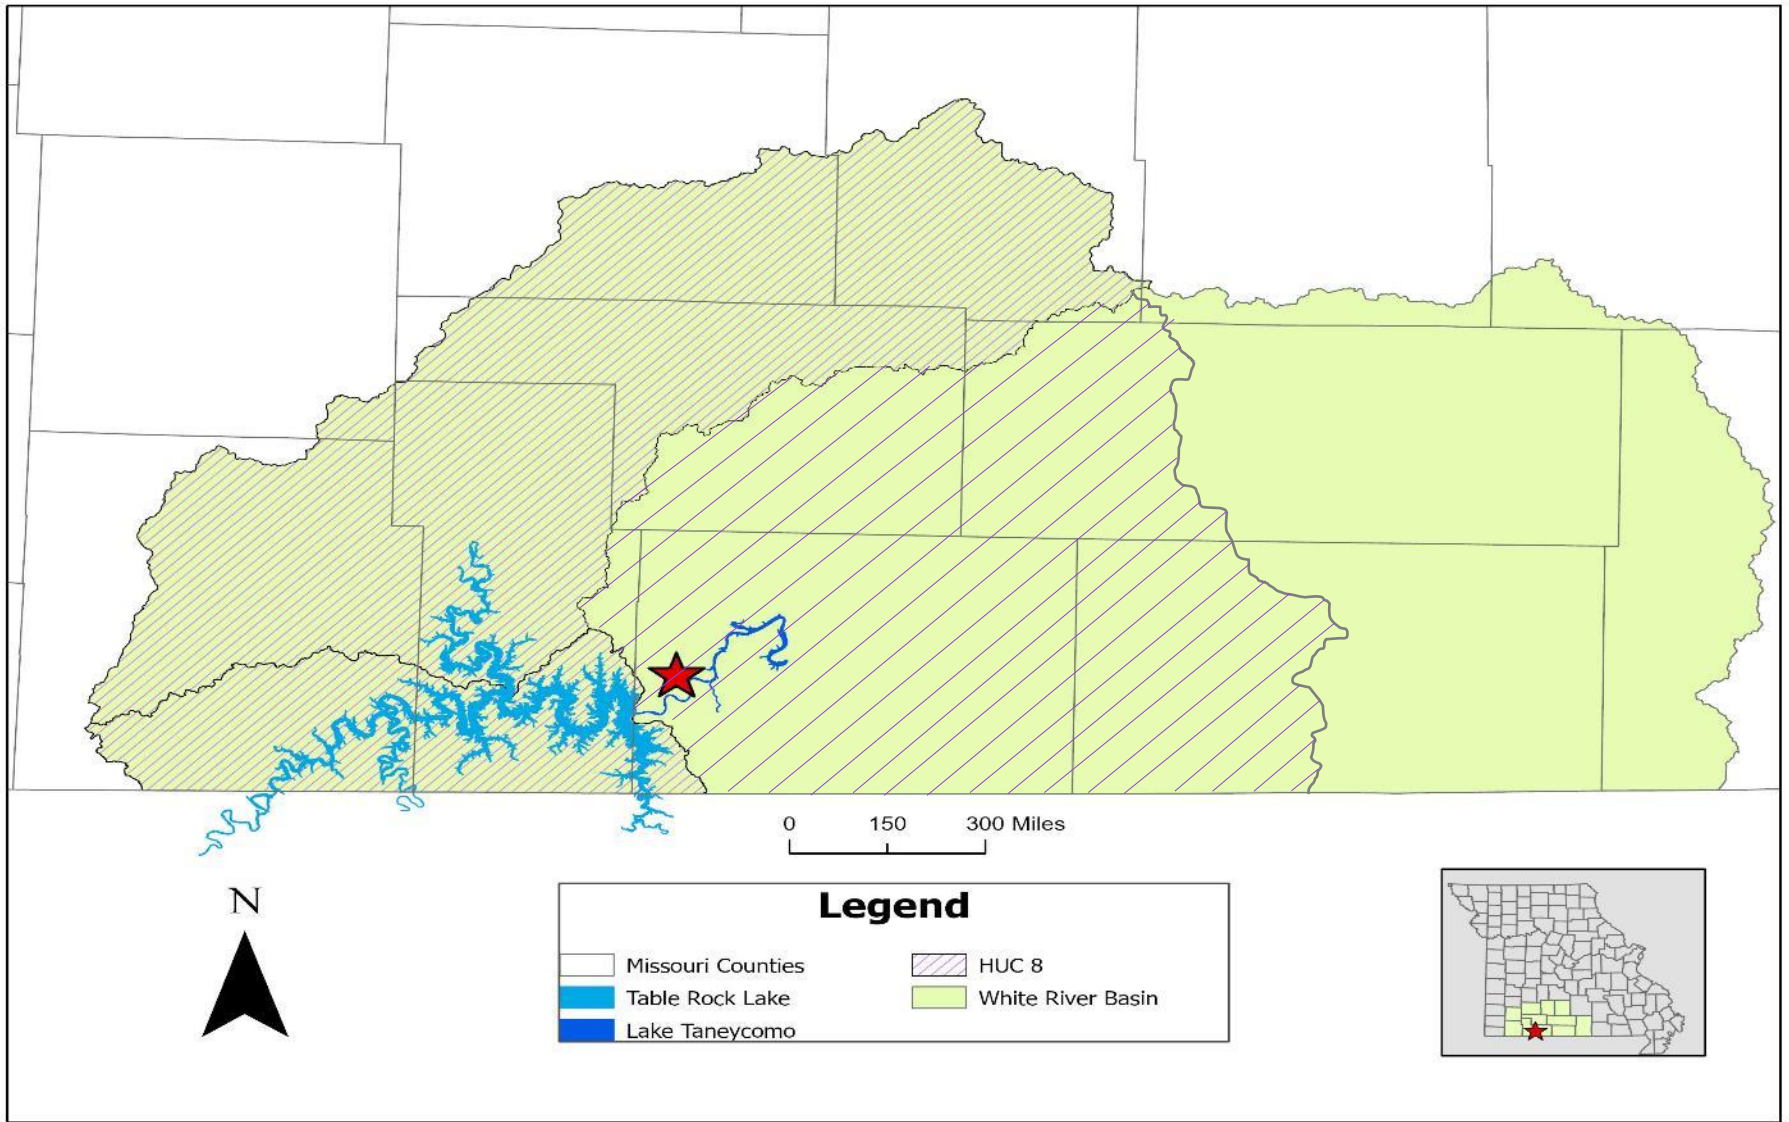 0 150 300 Miles
N
Legend
Missouri Counties
HUC 8
Table Rock Lake
White River Basin
Lake Taneycomo